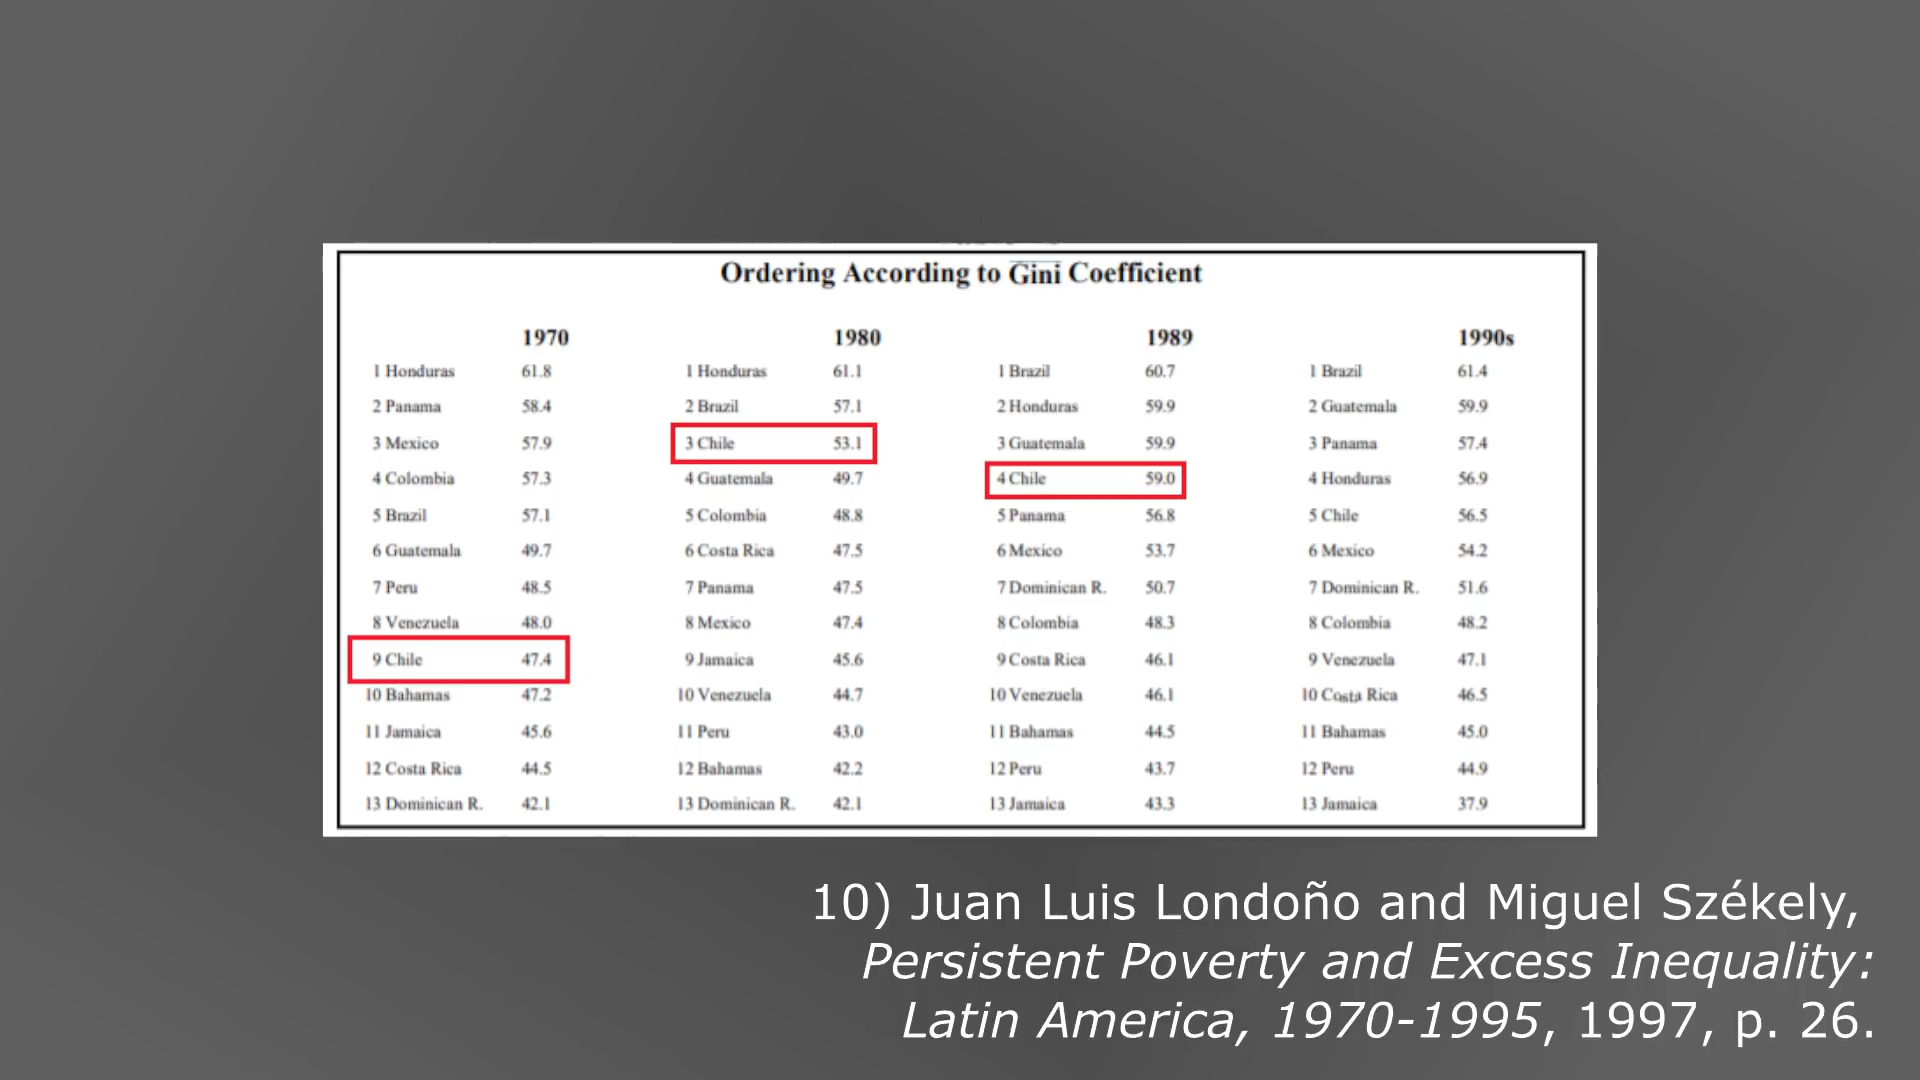 Ordering According to Gini Coefficient
1970 1980 1989 1990s
1 Honduras 61.8 1 Honduras 61.1 1 Brazil 60.7 1 Brazil 61.4
2 Panama 58.4 2 Brazil 57.1 2 Honduras 59.9 2 Guatemala 59.9
3 Mexico 57.9 3 Chile 53.1 3 Guatemala 59.9 3 Panama 57.4
4 Colombia 57.3 4 Guatemala 49.7 4 Chile 59.0 4 Honduras 56.9
5 Brazil 57.1 5 Colombia 48.8 5 Panama 56.8 5 Chile 56.5
6 Guatemala 49.7 6 Costa Rica 47.5 6 Mexico 53.7 6 Mexico 54.2
7 Peru 48.5 7 Panama 47.5 7 Dominican R. 50.7 7 Dominican R. 51.6
8 Venezuela 48.0 8 Mexico 47.4 8 Colombia 48.3 8 Colombia 48.2
9 Chile 47.4 9 Jamaica 45.6 9 Costa Rica 46.1 9 Venezuela 47.1
10 Bahamas 47.2 10 Venezuela 44.7 10 Venezuela 46.1 10 Costa Rica 46.5
11 Jamaica 45.6 11 Peru 43.0 11 Bahamas 44.5 11 Bahamas 45.0
12 Costa Rica 44.5 12 Bahamas 42.2 12 Peru 43.7 12 Peru 44.9
13 Dominican R. 42.1 13 Dominican R. 42.1 13 Jamaica 43.3 13 Jamaica 37.9
10) Juan Luis Londoño and Miguel Székely,
Persistent Poverty and Excess Inequality:
Latin America, 1970-1995, 1997, p. 26.